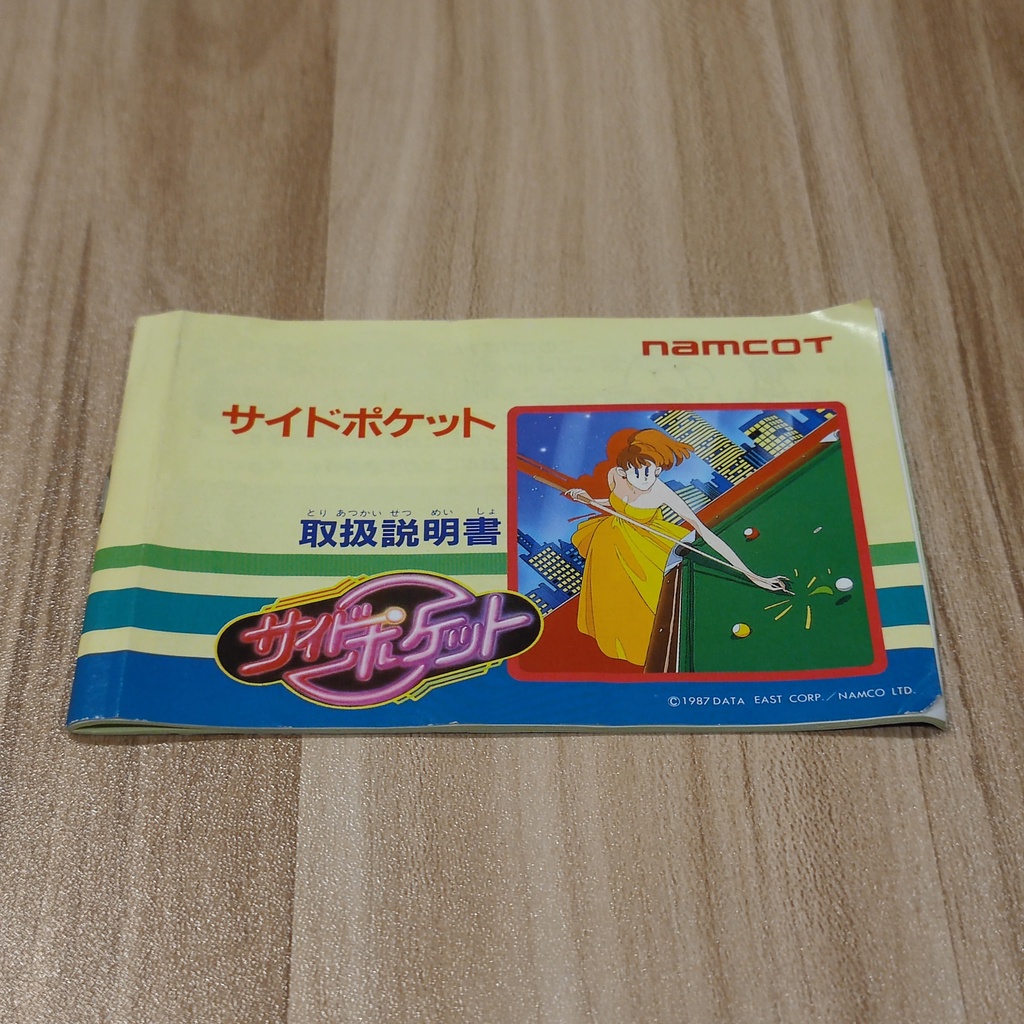 namcot
サイドポケット
とり あつかい せつ めい しょ
取扱説明書
サイドポケット
©1987 DATA EAST CORP./NAMCO LTD.